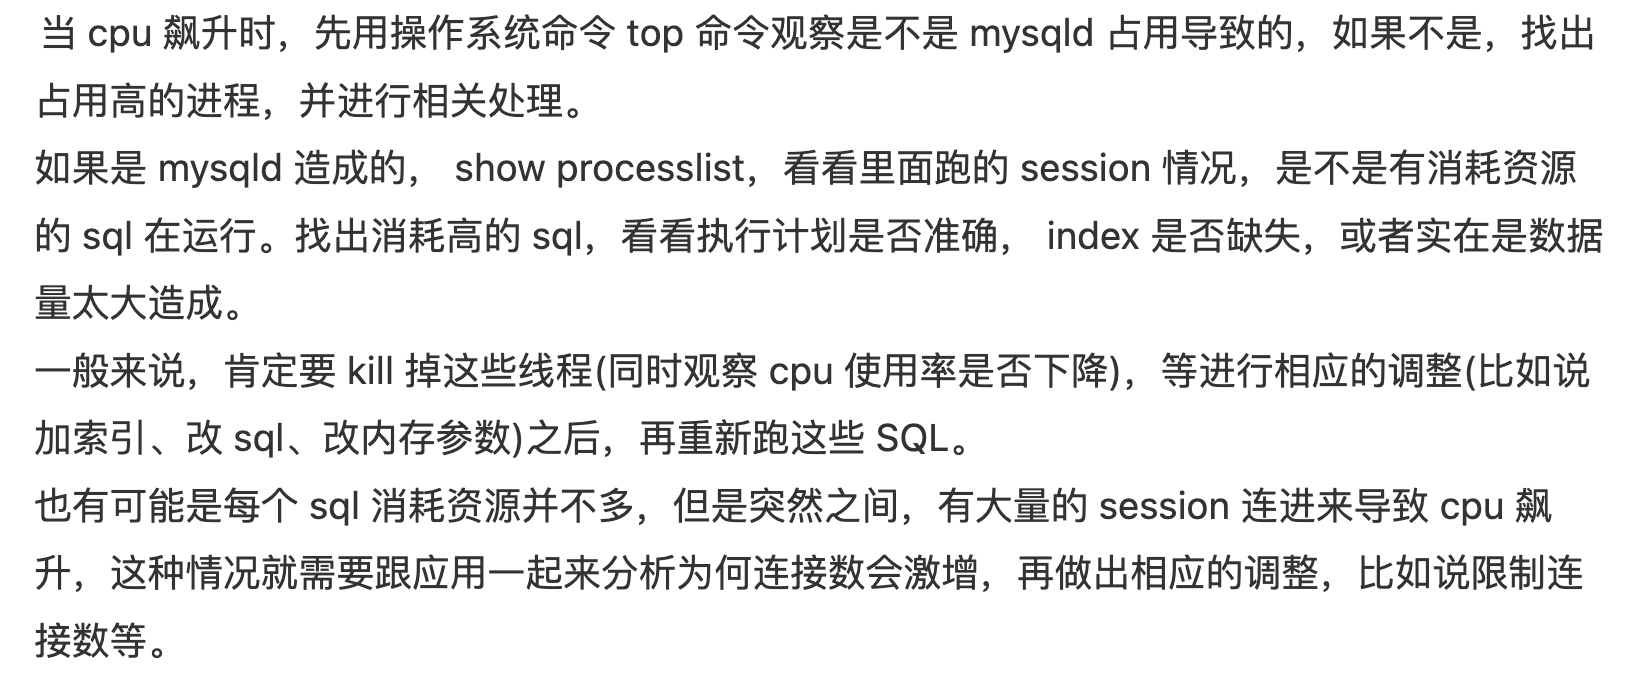 当 cpu 飙升时，先用操作系统命令 top 命令观察是不是 mysqld 占用导致的，如果不是，找出
占用高的进程，并进行相关处理。
如果是 mysqld 造成的， show processlist，看看里面跑的 session 情况，是不是有消耗资源
的 sql 在运行。找出消耗高的 sql，看看执行计划是否准确， index 是否缺失，或者实在是数据
量太大造成。
一般来说，肯定要 kill 掉这些线程(同时观察 cpu 使用率是否下降)，等进行相应的调整(比如说
加索引、改 sql、改内存参数)之后，再重新跑这些 SQL。
也有可能是每个 sql 消耗资源并不多，但是突然之间，有大量的 session 连进来导致 cpu 飙
升，这种情况就需要跟应用一起来分析为何连接数会激增，再做出相应的调整，比如说限制连
接数等。